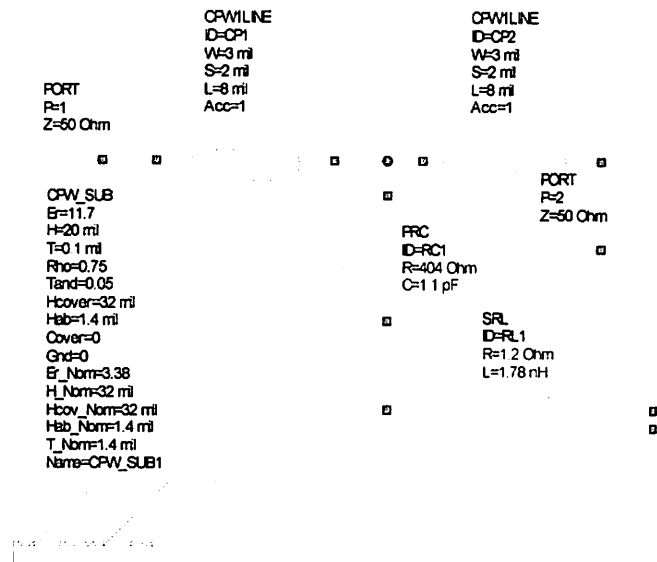 CPW1LINE
ID=CP1
W=3 mil
S=2 mil
L=8 mil
Acc=1
CPW1LINE
ID=CP2
W=3 mil
S=2 mil
L=8 mil
Acc=1
PORT
P=1
Z=50 Ohm
PORT
P=2
Z=50 Ohm
CPW_SUB
Er=11.7
H=20 mil
T=0.1 mil
Rho=0.75
Tand=0.05
Hcover=32 mil
Hab=1.4 mil
Cover=0
Gnd=0
Er_Nom=3.38
H_Nom=32 mil
Hcov_Nom=32 mil
Hab_Nom=1.4 mil
T_Nom=1.4 mil
Name=CPW_SUB1
PRC
ID=RC1
R=404 Ohm
C=1.1 pF
SRL
ID=RL1
R=1.2 Ohm
L=1.78 nH